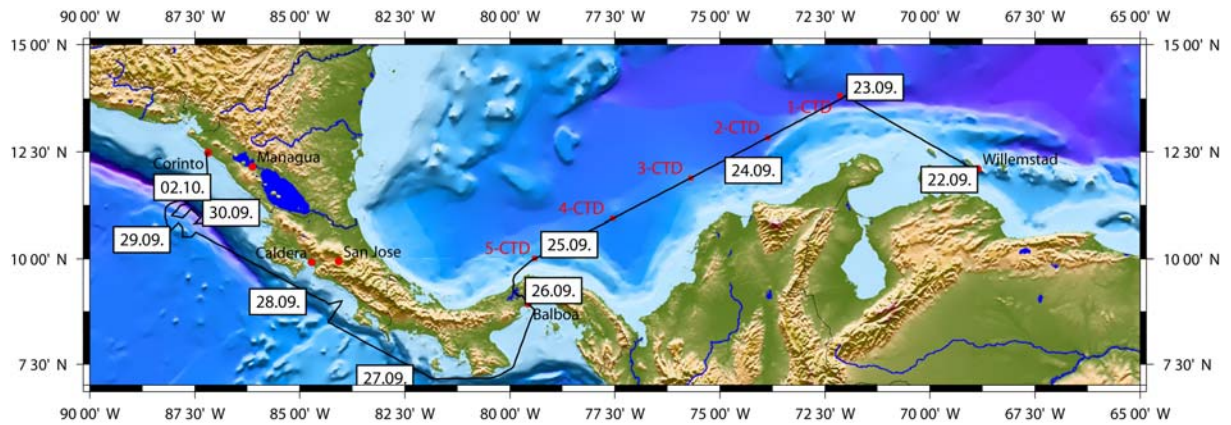 90 00' W 87 30' W 85 00' W 82 30' W 80 00' W 77 30' W 75 00' W 72 30' W 70 00' W 67 30' W 65 00' W
15 00' N 15 00' N
23.09.
1-CTD
2-CTD
12 30' N 12 30' N
Corinto Managua 3-CTD 24.09. Willemstad
22.09.
02.10.
30.09. 4-CTD
29.09. 5-CTD 25.09.
Caldera San Jose
10 00' N 10 00' N
28.09. 26.09.
Balboa
7 30' N 7 30' N
27.09.
90 00' W 87 30' W 85 00' W 82 30' W 80 00' W 77 30' W 75 00' W 72 30' W 70 00' W 67 30' W 65 00' W